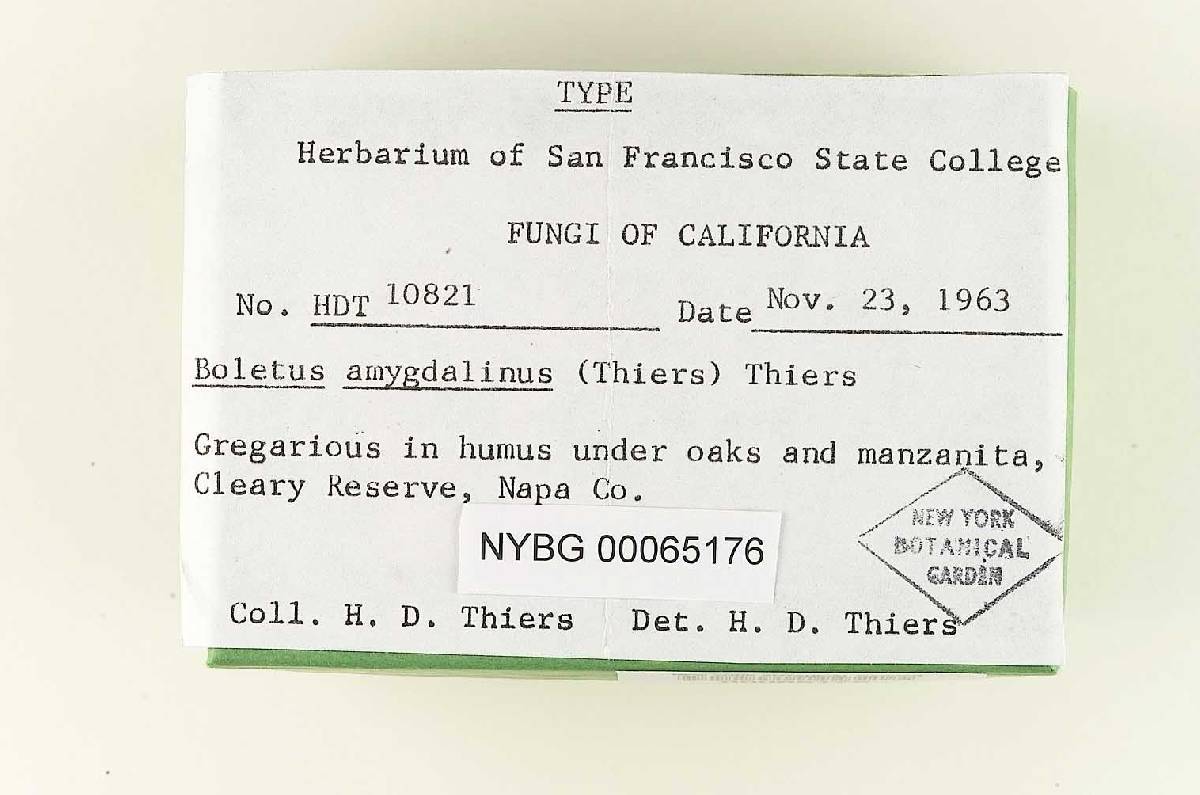 TYPE
Herbarium of San Francisco State College
FUNGI OF CALIFORNIA
No. HDT 10821 Date Nov. 23, 1963
Boletus amygdalinus (Thiers) Thiers
Gregarious in humus under oaks and manzanita,
Cleary Reserve, Napa Co.
NEW YORK
BOTANICAL
GARDEN
NYBG 00065176
Coll. H. D. Thiers Det. H. D. Thiers